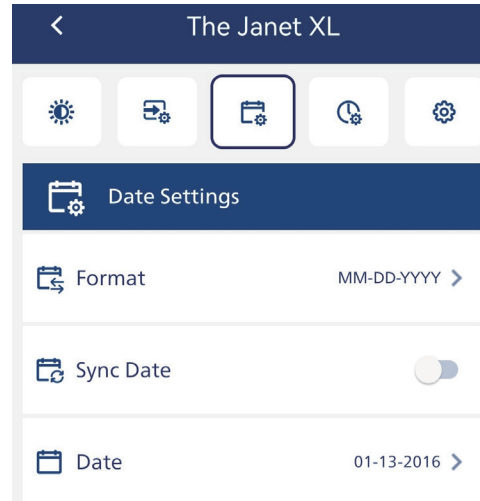 The Janet XL
Date Settings
Format MM-DD-YYYY
Sync Date
Date 01-13-2016